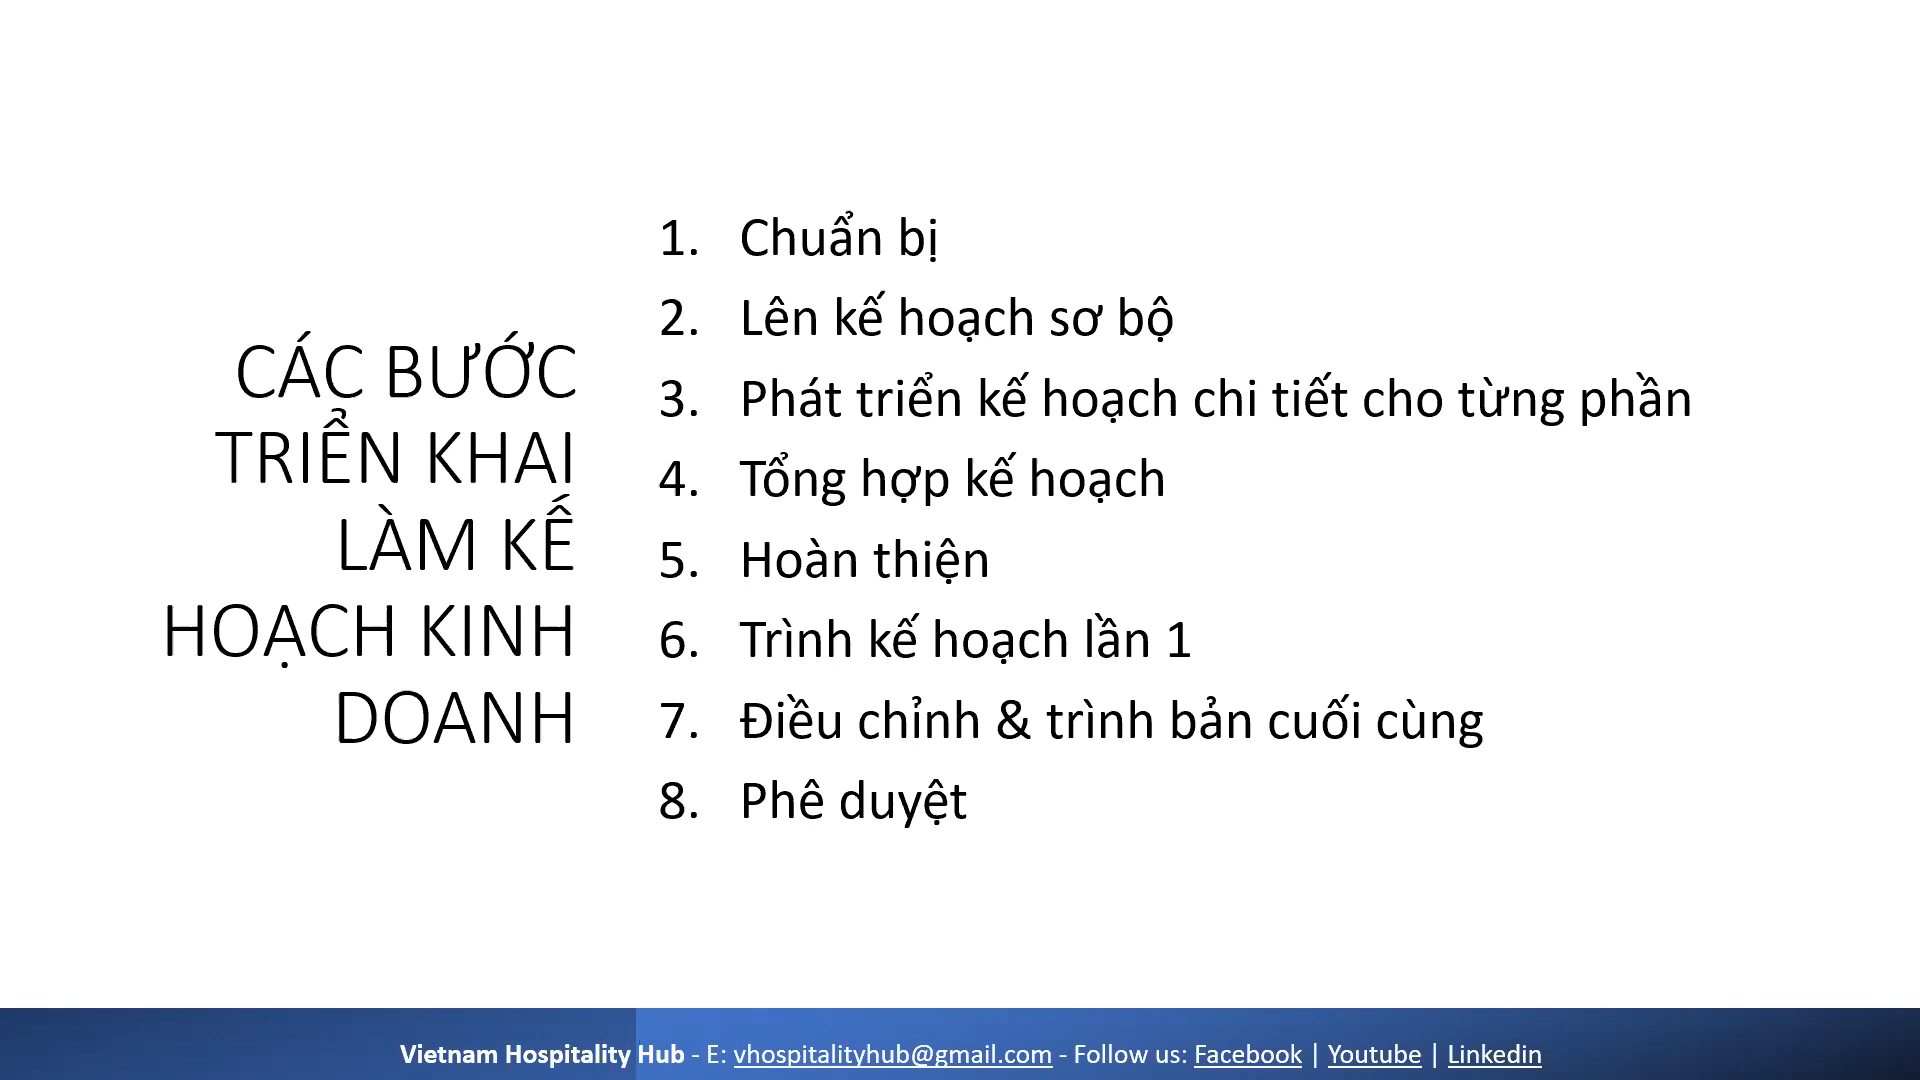 CÁC BƯỚC
TRIỂN KHAI
LÀM KẾ
HOẠCH KINH
DOANH
1. Chuẩn bị
2. Lên kế hoạch sơ bộ
3. Phát triển kế hoạch chi tiết cho từng phần
4. Tổng hợp kế hoạch
5. Hoàn thiện
6. Trình kế hoạch lần 1
7. Điều chỉnh & trình bản cuối cùng
8. Phê duyệt
Vietnam Hospitality Hub - E: vhospitalityhub@gmail.com - Follow us: Facebook | Youtube | Linkedin